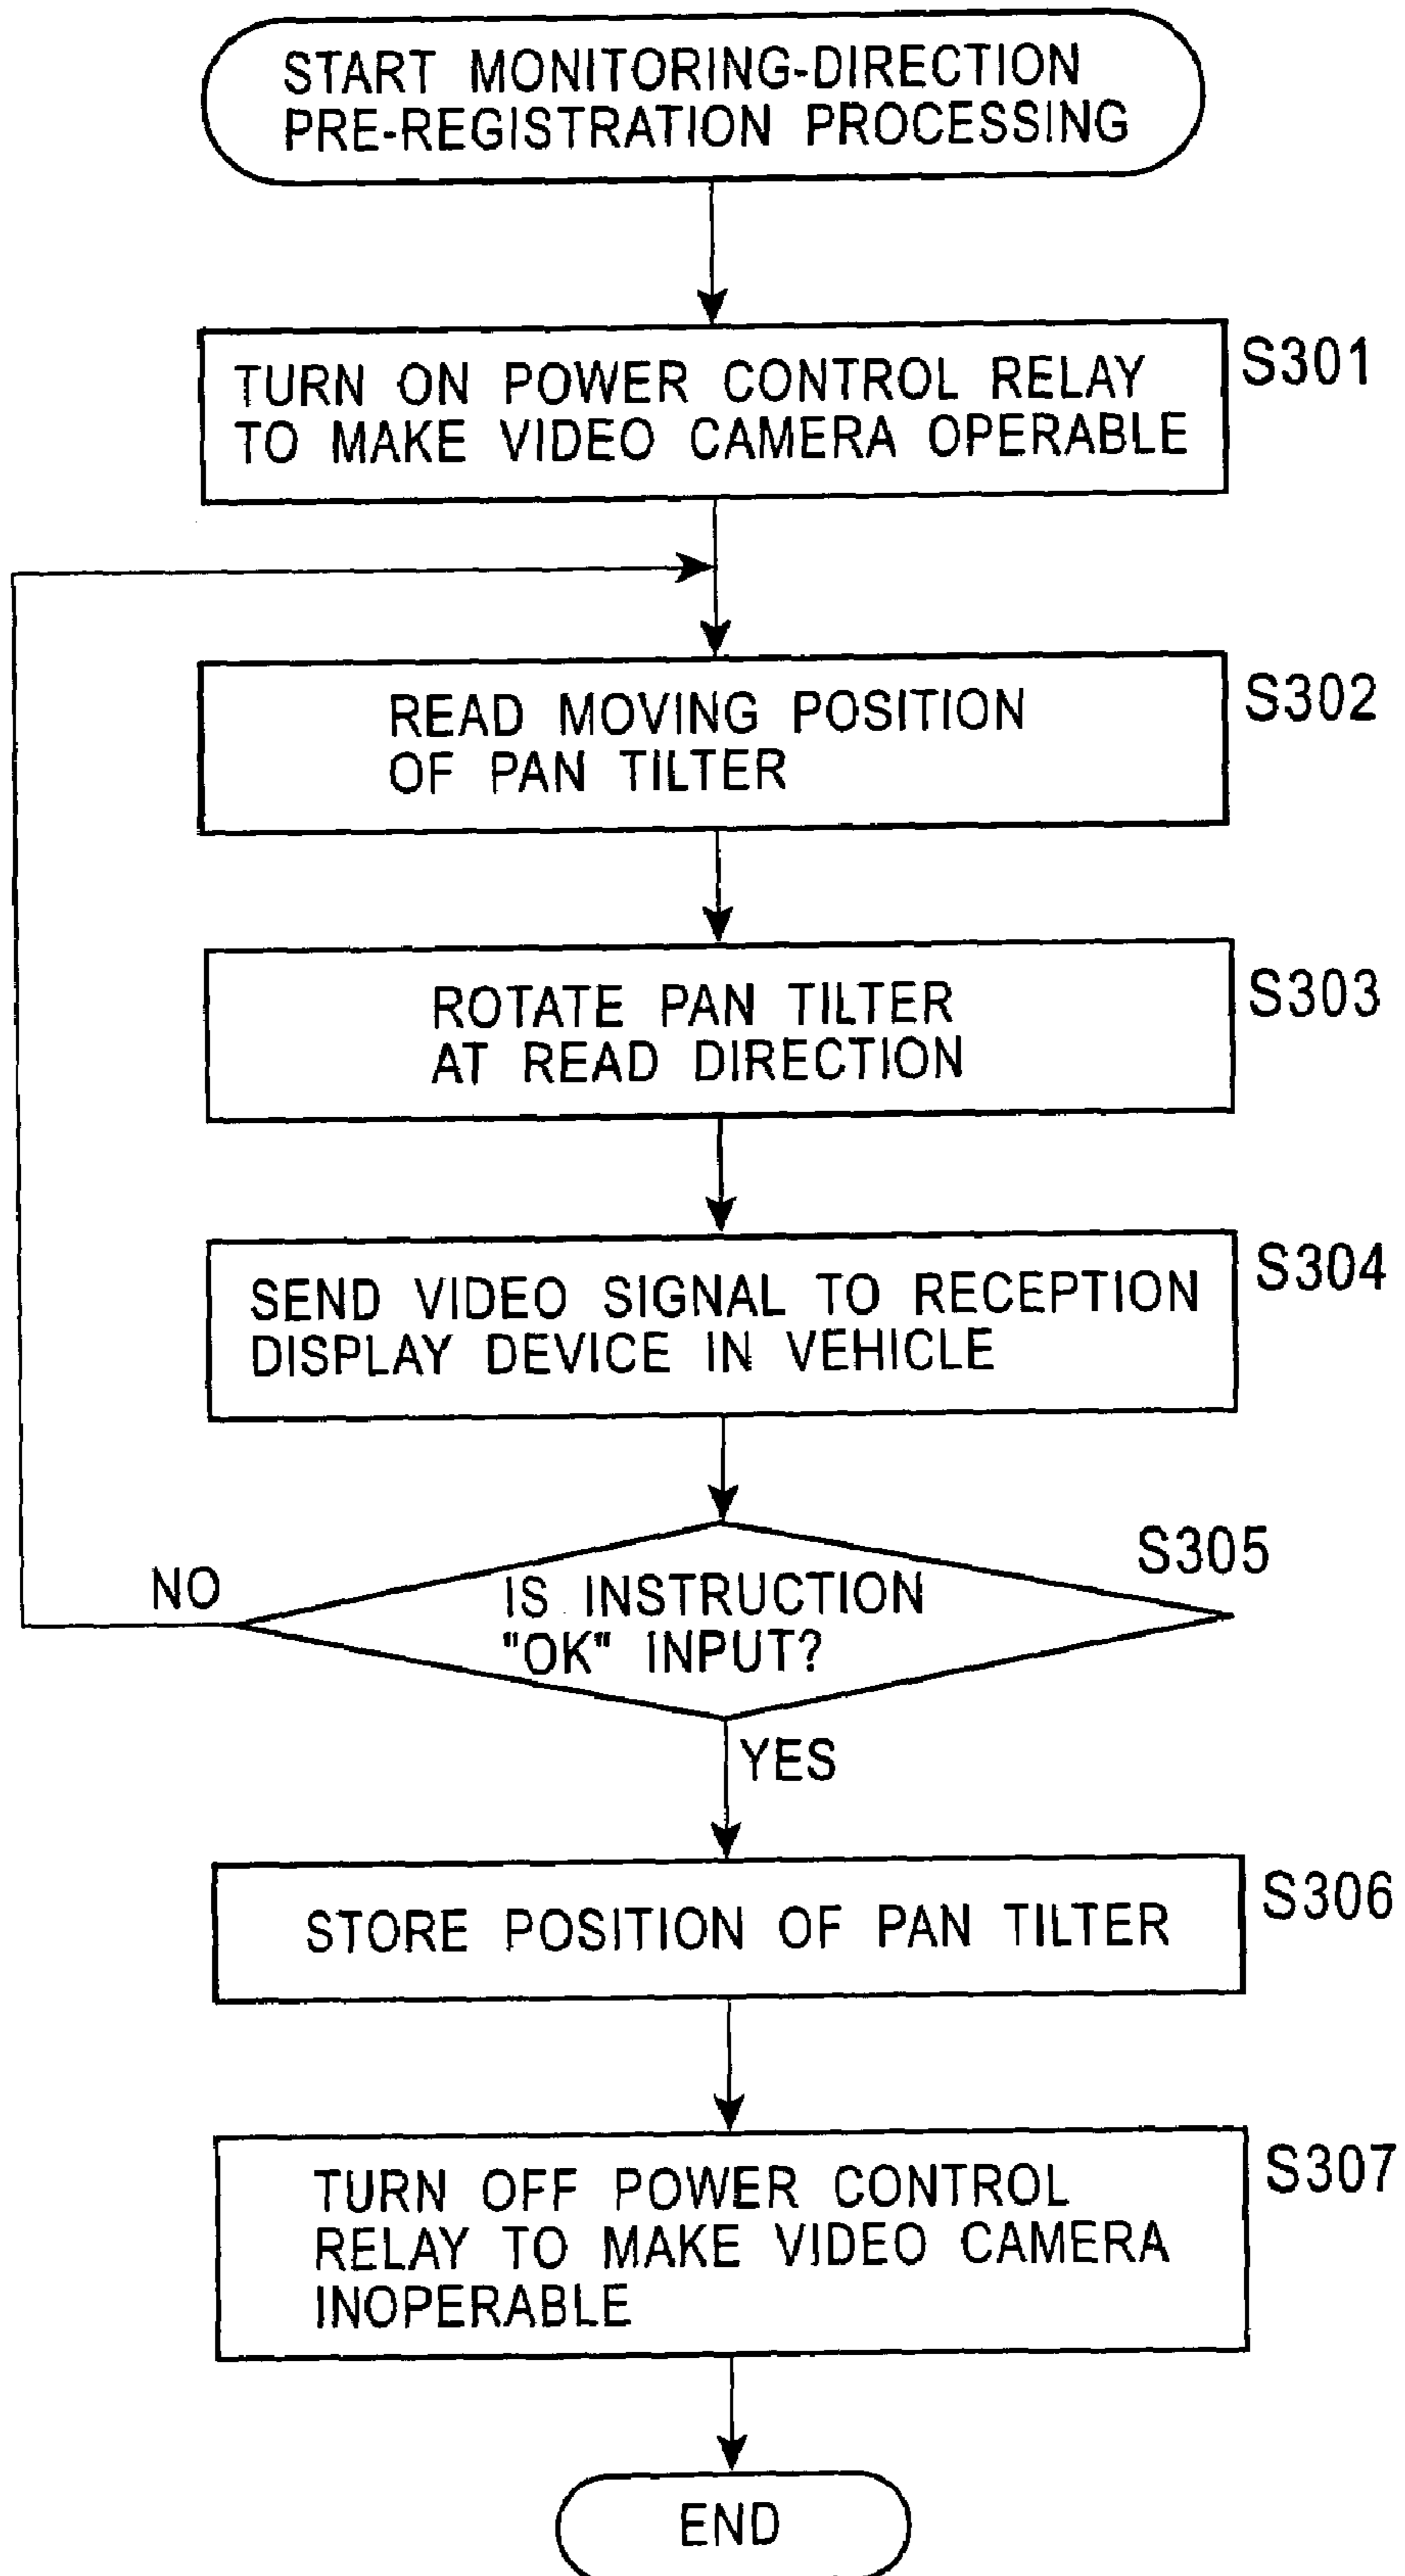 START MONITORING-DIRECTION
PRE-REGISTRATION PROCESSING
TURN ON POWER CONTROL RELAY
TO MAKE VIDEO CAMERA OPERABLE
S301
READ MOVING POSITION
OF PAN TILTER
S302
ROTATE PAN TILTER
AT READ DIRECTION
S303
SEND VIDEO SIGNAL TO RECEPTION
DISPLAY DEVICE IN VEHICLE
S304
S305
NO
IS INSTRUCTION
"OK" INPUT?
YES
STORE POSITION OF PAN TILTER
S306
TURN OFF POWER CONTROL
RELAY TO MAKE VIDEO CAMERA
INOPERABLE
S307
END